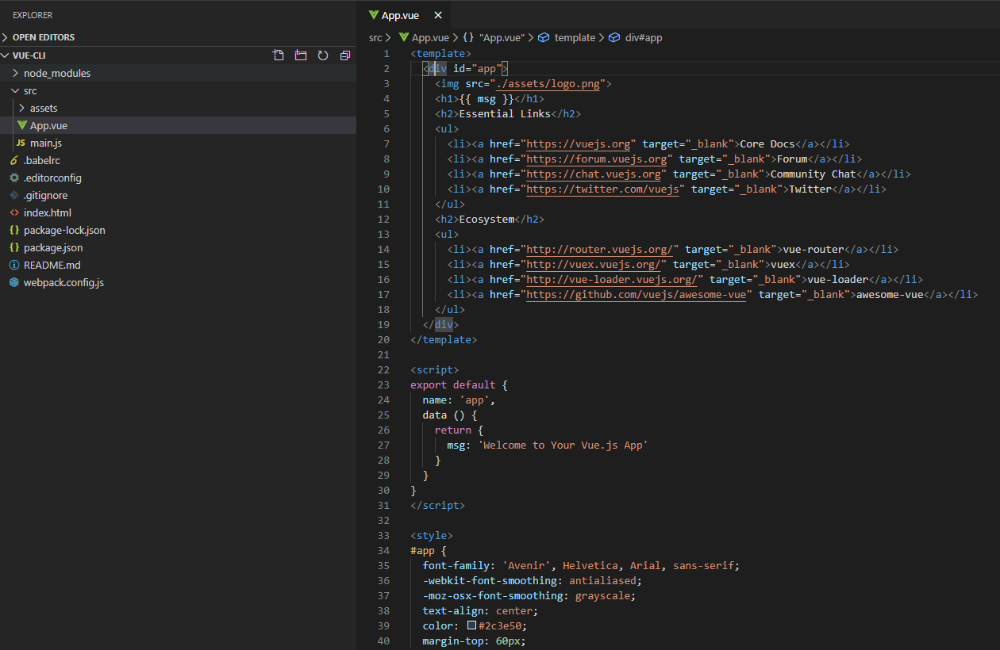 EXPLORER
OPEN EDITORS
VUE-CLI
node_modules
src
assets
App.vue
JS main.js
.babelrc
.editorconfig
.gitignore
<> index.html
{} package-lock.json
{} package.json
README.md
webpack.config.js
App.vue
src > App.vue > {} "App.vue" > template > div#app
1 <template>
2 <div id="app">
3 <img src="./assets/logo.png">
4 <h1>{{ msg }}</h1>
5 <h2>Essential Links</h2>
6 <ul>
7 <li><a href="https://vuejs.org" target="_blank">Core Docs</a></li>
8 <li><a href="https://forum.vuejs.org" target="_blank">Forum</a></li>
9 <li><a href="https://chat.vuejs.org" target="_blank">Community Chat</a></li>
10 <li><a href="https://twitter.com/vuejs" target="_blank">Twitter</a></li>
11 </ul>
12 <h2>Ecosystem</h2>
13 <ul>
14 <li><a href="http://router.vuejs.org/" target="_blank">vue-router</a></li>
15 <li><a href="http://vuex.vuejs.org/" target="_blank">vuex</a></li>
16 <li><a href="http://vue-loader.vuejs.org/" target="_blank">vue-loader</a></li>
17 <li><a href="https://github.com/vuejs/awesome-vue" target="_blank">awesome-vue</a></li>
18 </ul>
19 </div>
20 </template>
21
22 <script>
23 export default {
24 name: 'app',
25 data () {
26 return {
27 msg: 'Welcome to Your Vue.js App'
28 }
29 }
30 }
31 </script>
32
33 <style>
34 #app {
35 font-family: 'Avenir', Helvetica, Arial, sans-serif;
36 -webkit-font-smoothing: antialiased;
37 -moz-osx-font-smoothing: grayscale;
38 text-align: center;
39 color: #2c3e50;
40 margin-top: 60px;